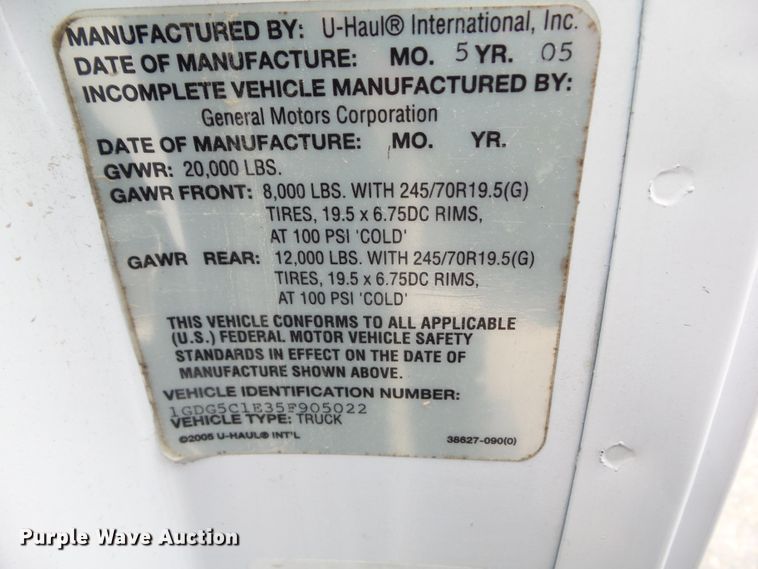 MANUFACTURED BY: U-Haul® International, Inc.
DATE OF MANUFACTURE: MO. 5 YR. 05
INCOMPLETE VEHICLE MANUFACTURED BY:
General Motors Corporation
DATE OF MANUFACTURE: MO. YR.
GVWR: 20,000 LBS.
GAWR FRONT: 8,000 LBS. WITH 245/70R19.5(G)
TIRES, 19.5 x 6.75DC RIMS,
AT 100 PSI 'COLD'
GAWR REAR: 12,000 LBS. WITH 245/70R19.5(G)
TIRES, 19.5 x 6.75DC RIMS,
AT 100 PSI 'COLD'
THIS VEHICLE CONFORMS TO ALL APPLICABLE
(U.S.) FEDERAL MOTOR VEHICLE SAFETY
STANDARDS IN EFFECT ON THE DATE OF
MANUFACTURE SHOWN ABOVE.
VEHICLE IDENTIFICATION NUMBER:
1GDG5C1E35F905022
VEHICLE TYPE: TRUCK
©2005 U-HAUL® INT'L 38627-090(0)
Purple Wave Auction